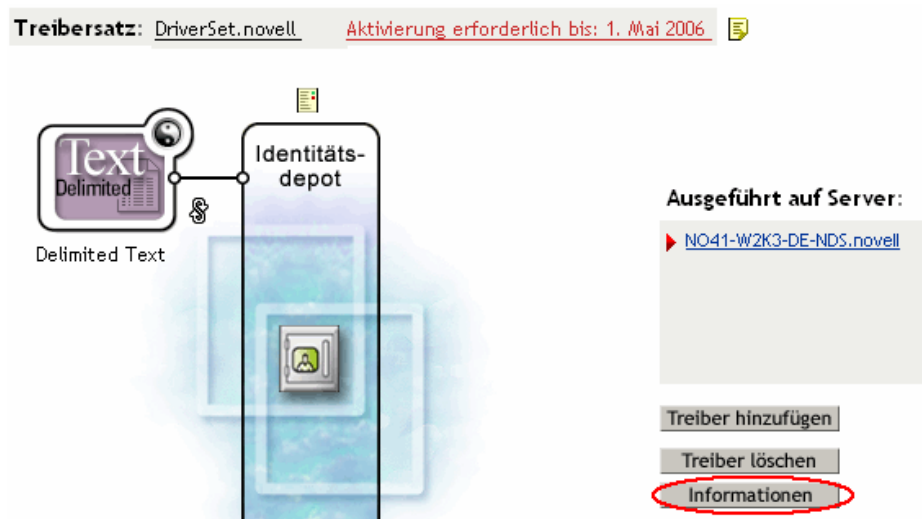 Treibersatz: DriverSet.novell Aktivierung erforderlich bis: 1. Mai 2006
Text
Delimited
Identitäts-
depot
Delimited Text
Ausgeführt auf Server:
NO41-W2K3-DE-NDS.novell
Treiber hinzufügen
Treiber löschen
Informationen